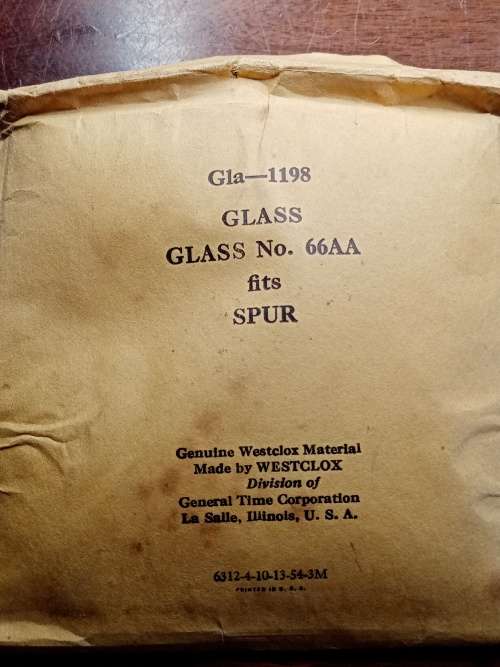 Gla—1198
GLASS
GLASS No. 66AA
fits
SPUR
Genuine Westclox Material
Made by WESTCLOX
Division of
General Time Corporation
La Salle, Illinois, U. S. A.
6312-4-10-13-54-3M
PRINTED IN U. S. A.